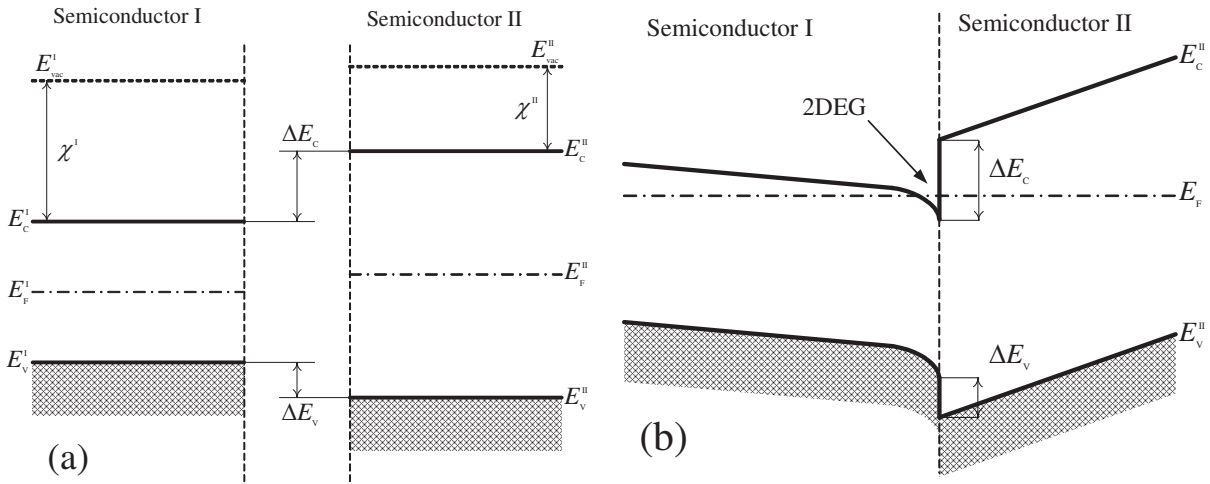 Semiconductor I
Semiconductor II
E^I_vac
E^II_vac
χ^I
χ^II
ΔE_C
E^II_C
E^I_C
E^II_F
E^I_F
E^I_V
ΔE_V
E^II_V
(a)
Semiconductor I
Semiconductor II
E^II_C
2DEG
ΔE_C
E_F
E^II_V
ΔE_V
(b)